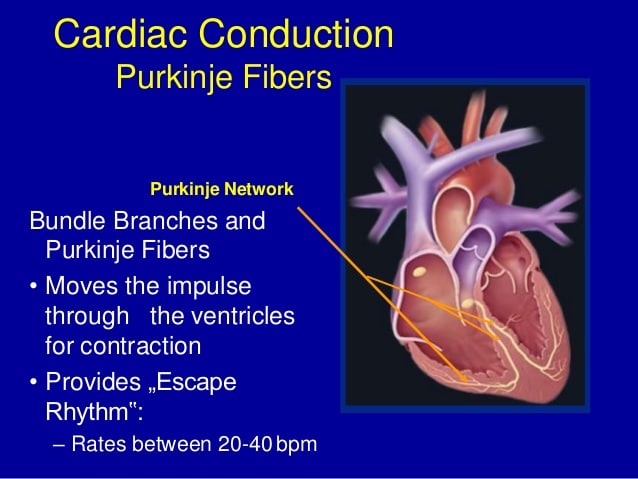 Cardiac Conduction
Purkinje Fibers
Purkinje Network
Bundle Branches and
Purkinje Fibers
• Moves the impulse
through the ventricles
for contraction
• Provides „Escape
Rhythm‟:
– Rates between 20-40 bpm